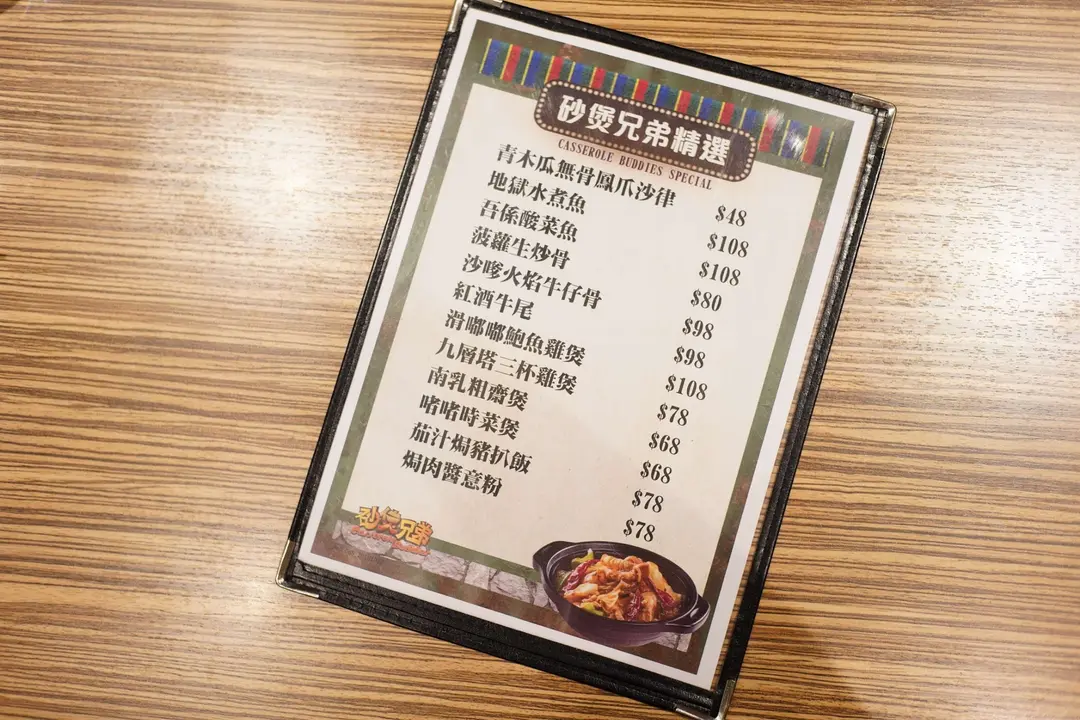 砂煲兄弟精選
CASSEROLE BUDDIES SPECIAL
青木瓜無骨鳳爪沙律 $48
地獄水煮魚 $108
吾係酸菜魚 $108
菠蘿生炒骨 $80
沙嗲火焰牛仔骨 $98
紅酒牛尾 $98
滑嘟嘟鮑魚雞煲 $108
九層塔三杯雞煲 $78
南乳粗齋煲 $68
啫啫時菜煲 $68
茄汁焗豬扒飯 $78
焗肉醬意粉 $78
砂煲兄弟